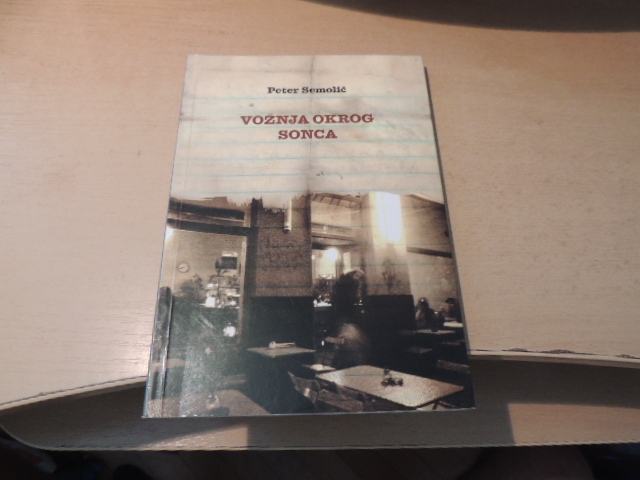 Peter Semolič
VOŽNJA OKROG
SONCA